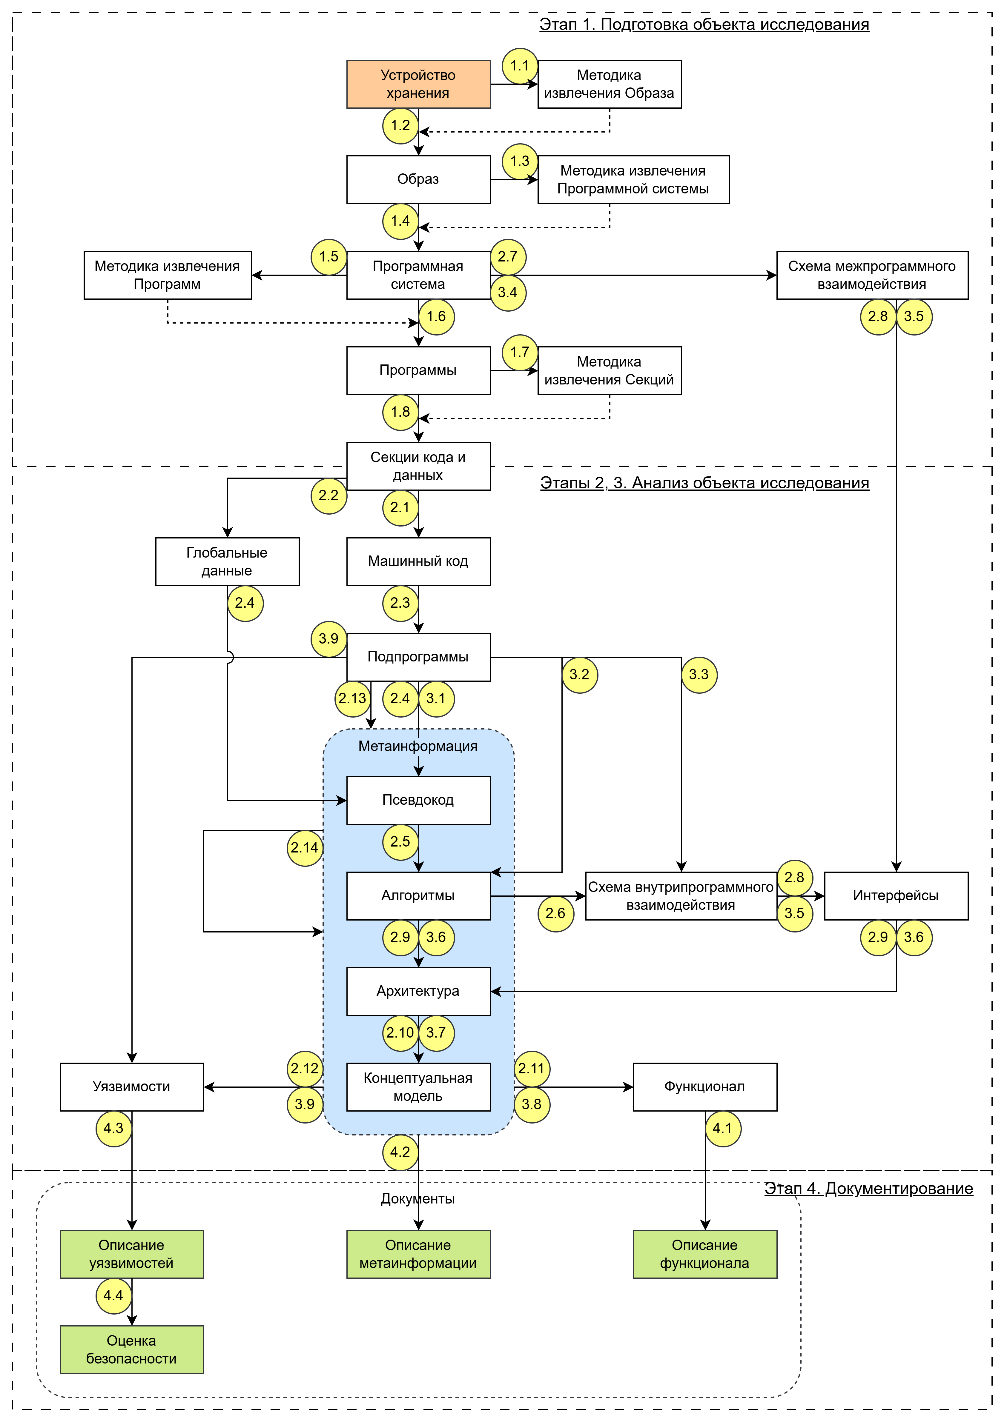 Этап 1. Подготовка объекта исследования
Устройство
хранения
1.1
Методика
извлечения Образа
1.2
Образ
1.3
Методика извлечения
Программной системы
1.4
Методика извлечения
Программ
1.5
Программная
система
2.7
3.4
Схема межпрограммного
взаимодействия
1.6
2.8
3.5
Программы
1.7
Методика
извлечения Секций
1.8
Секции кода и
данных
Этапы 2, 3. Анализ объекта исследования
2.2
2.1
Глобальные
данные
Машинный код
2.4
2.3
3.9
Подпрограммы
3.2
3.3
2.13
2.4
3.1
Метаинформация
Псевдокод
2.14
2.5
Алгоритмы
2.6
Схема внутрипрограммного
взаимодействия
2.8
3.5
Интерфейсы
2.9
3.6
2.9
3.6
Архитектура
2.10
3.7
Уязвимости
2.12
3.9
Концептуальная
модель
2.11
3.8
Функционал
4.3
4.2
4.1
Этап 4. Документирование
Документы
Описание
уязвимостей
Описание
метаинформации
Описание
функционала
4.4
Оценка
безопасности